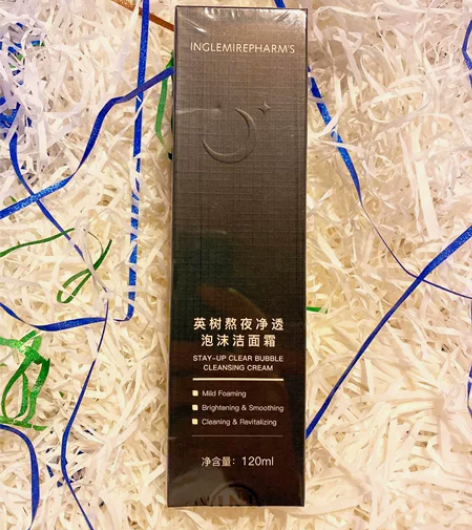 INGLEMIREPHARM'S
英树熬夜净透
泡沫洁面霜
STAY-UP CLEAR BUBBLE
CLEANSING CREAM
Mild Foaming
Brightening & Smoothing
Cleaning & Revitalizing
净含量：120ml